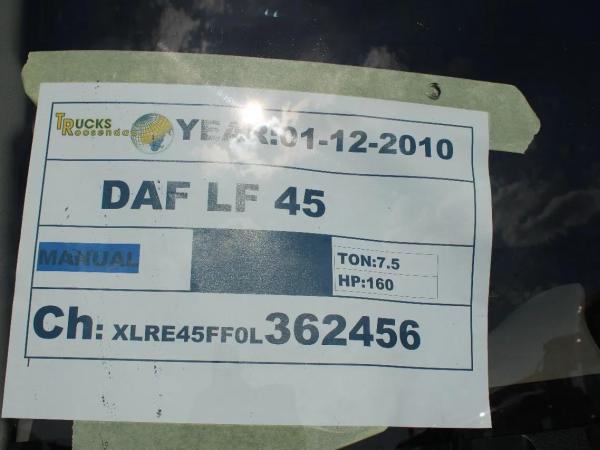 TRUCKS
Roosendaal
YEAR:01-12-2010
DAF LF 45
MANUAL
TON:7.5
HP:160
Ch: XLRE45FF0L362456